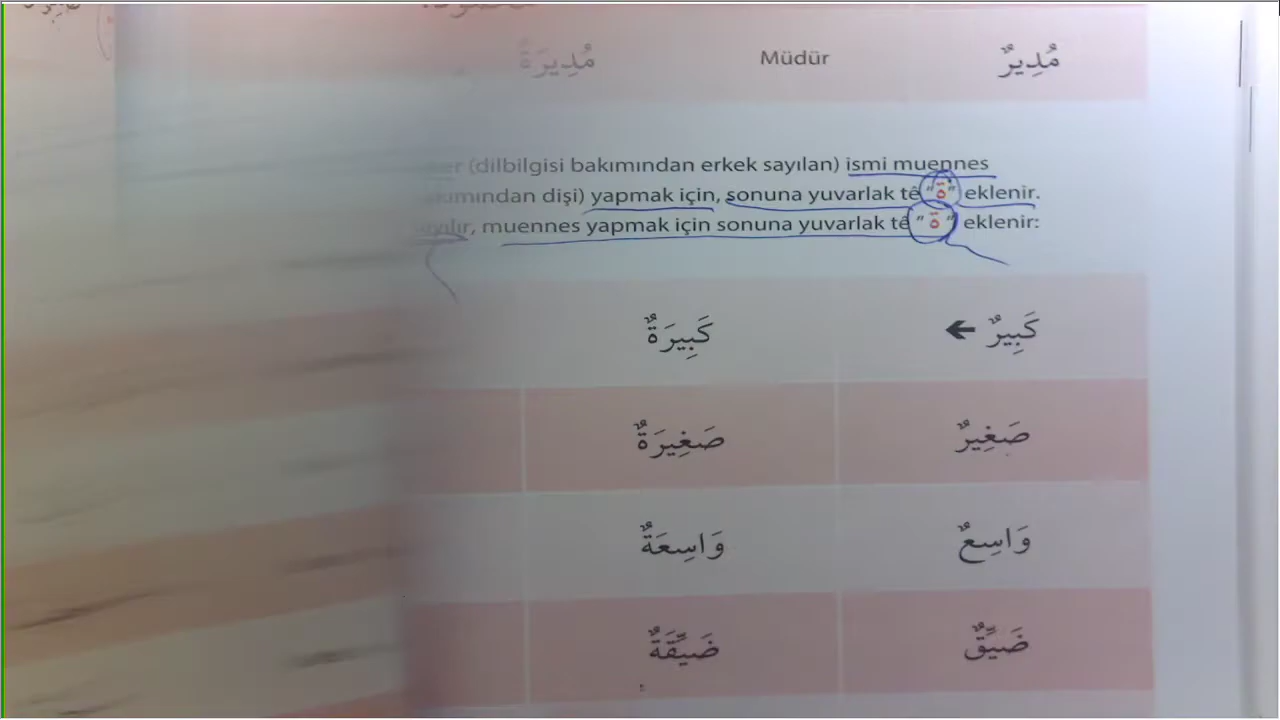 مُدِيرٌ Müdür مُدِيرَةٌ
(dilbilgisi bakımından erkek sayılan) ismi muennes
dişi) yapmak için, sonuna yuvarlak tê "ةَ" eklenir.
muennes yapmak için sonuna yuvarlak tê "ةَ" eklenir:
كَبِيرٌ ← كَبِيرَةٌ
صَغِيرٌ صَغِيرَةٌ
وَاسِعٌ وَاسِعَةٌ
ضَيِّقٌ ضَيِّقَةٌ